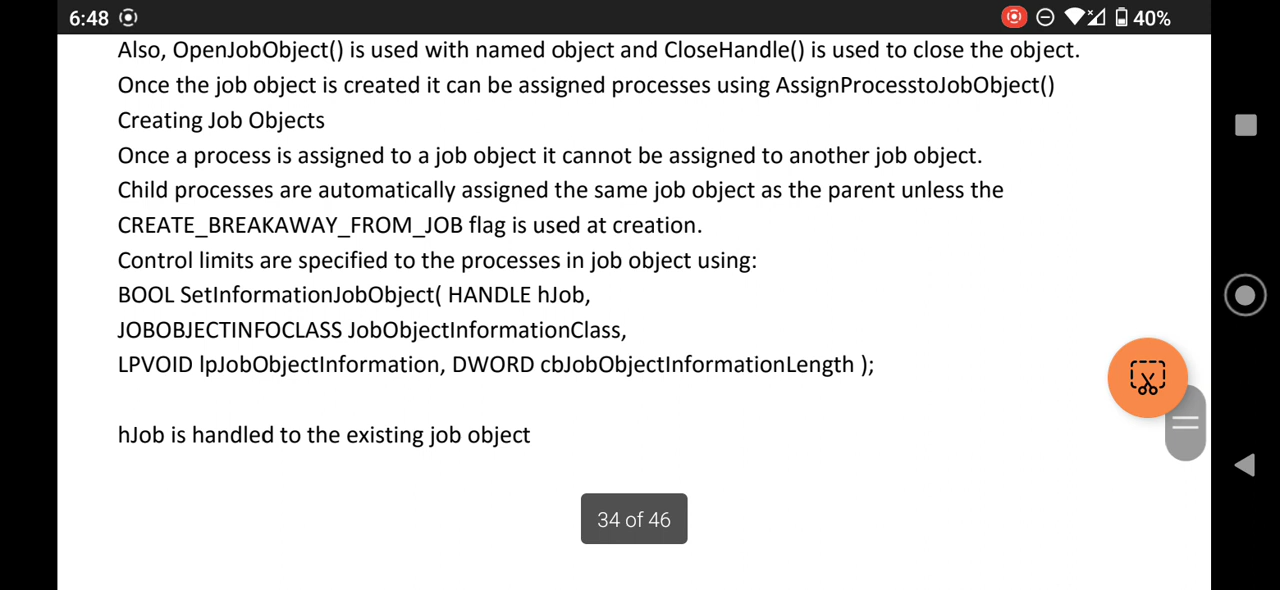 6:48 40%
Also, OpenJobObject() is used with named object and CloseHandle() is used to close the object.
Once the job object is created it can be assigned processes using AssignProcesstoJobObject()
Creating Job Objects
Once a process is assigned to a job object it cannot be assigned to another job object.
Child processes are automatically assigned the same job object as the parent unless the
CREATE_BREAKAWAY_FROM_JOB flag is used at creation.
Control limits are specified to the processes in job object using:
BOOL SetInformationJobObject( HANDLE hJob,
JOBOBJECTINFOCLASS JobObjectInformationClass,
LPVOID lpJobObjectInformation, DWORD cbJobObjectInformationLength );
hJob is handled to the existing job object
34 of 46